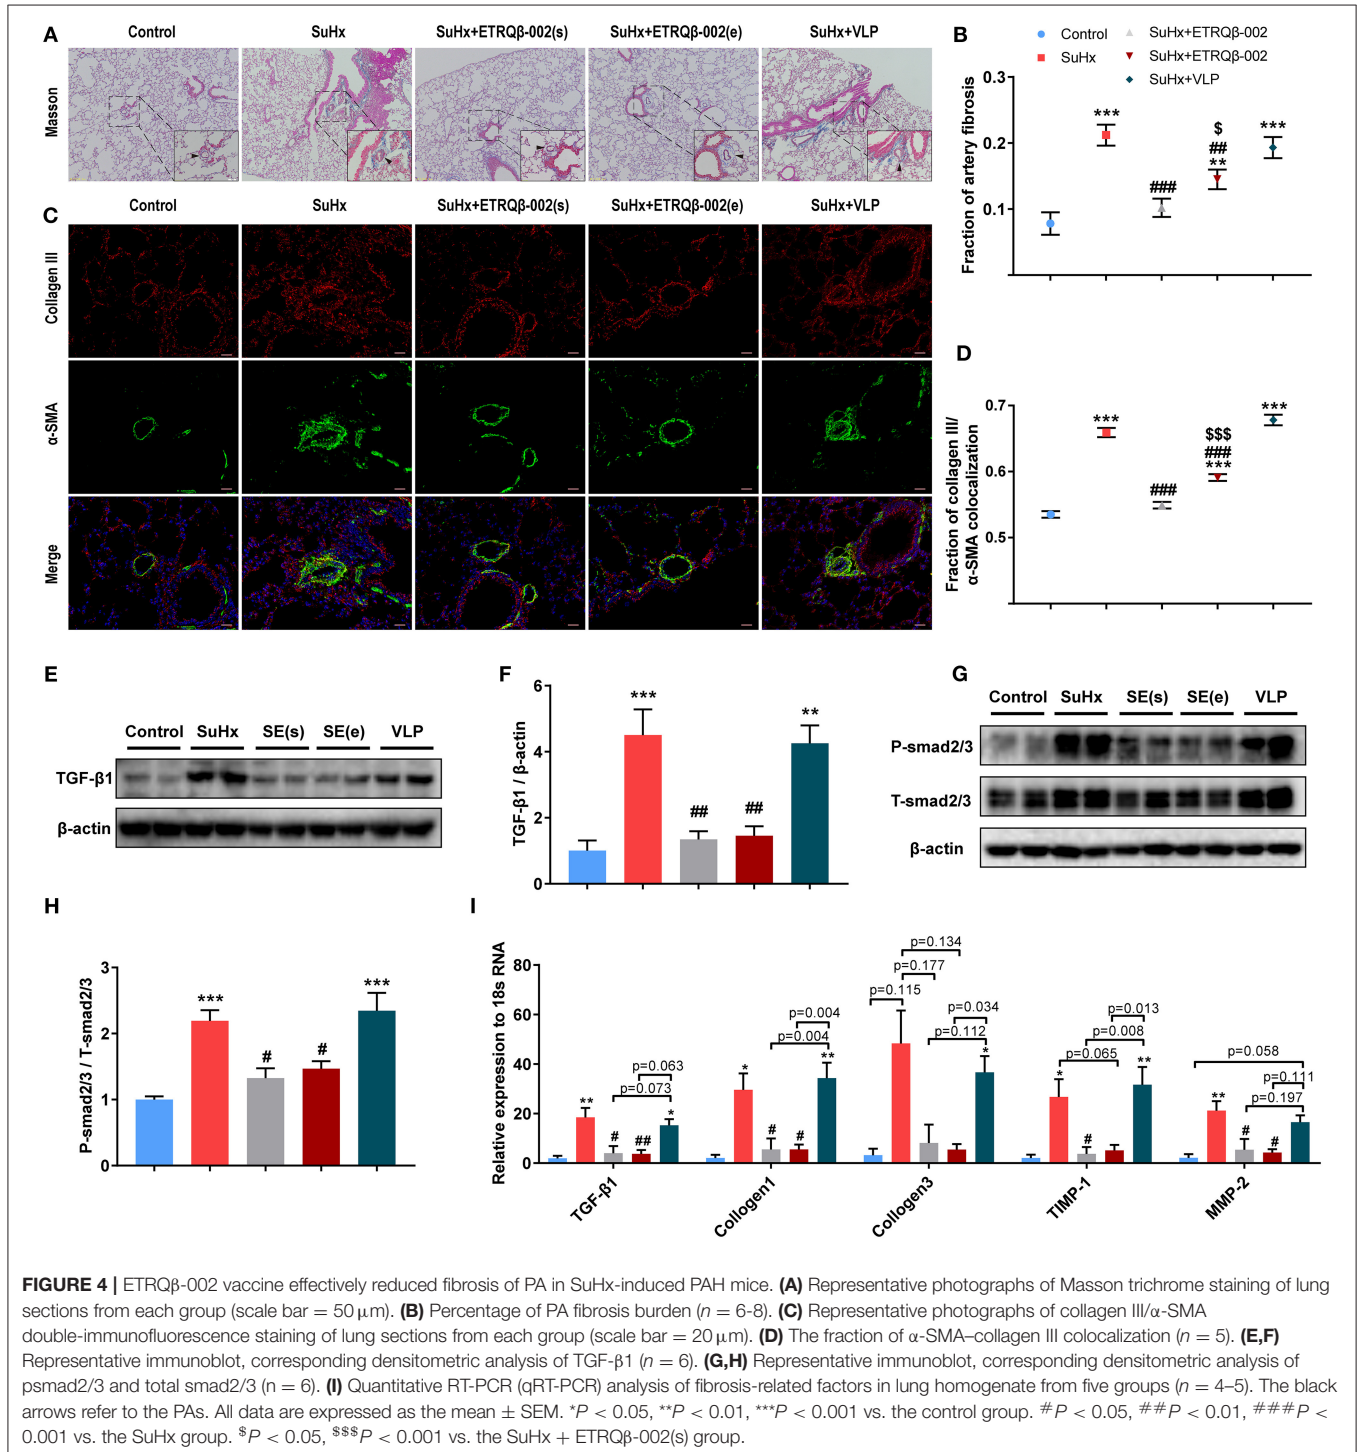 A
Control
SuHx
SuHx+ETRQβ-002(s)
SuHx+ETRQβ-002(e)
SuHx+VLP
Masson
B
Control
SuHx
SuHx+ETRQβ-002
SuHx+ETRQβ-002
SuHx+VLP
Fraction of artery fibrosis
0.3
0.2
0.1
***
###
$
##
**
***
C
Control
SuHx
SuHx+ETRQβ-002(s)
SuHx+ETRQβ-002(e)
SuHx+VLP
Collagen III
α-SMA
Merge
D
Fraction of collagen III/
α-SMA colocalization
0.7
0.6
0.5
***
###
$$$
###
***
***
E
Control
SuHx
SE(s)
SE(e)
VLP
TGF-β1
β-actin
F
TGF-β1 / β-actin
6
4
2
0
***
##
##
**
G
Control
SuHx
SE(s)
SE(e)
VLP
P-smad2/3
T-smad2/3
β-actin
H
P-smad2/3 / T-smad2/3
3
2
1
0
***
#
#
***
I
Relative expression to 18s RNA
80
60
40
20
0
**
#
##
*
p=0.073
p=0.063
*
#
#
**
p=0.004
p=0.004
p=0.115
p=0.177
p=0.134
p=0.112
p=0.034
*
*
#
**
p=0.065
p=0.008
p=0.013
**
#
#
p=0.058
p=0.111
p=0.197
TGF-β1
Collogen1
Collogen3
TIMP-1
MMP-2
FIGURE 4 | ETRQβ-002 vaccine effectively reduced fibrosis of PA in SuHx-induced PAH mice. (A) Representative photographs of Masson trichrome staining of lung
sections from each group (scale bar = 50 μm). (B) Percentage of PA fibrosis burden (n = 6-8). (C) Representative photographs of collagen III/α-SMA
double-immunofluorescence staining of lung sections from each group (scale bar = 20 μm). (D) The fraction of α-SMA–collagen III colocalization (n = 5). (E,F)
Representative immunoblot, corresponding densitometric analysis of TGF-β1 (n = 6). (G,H) Representative immunoblot, corresponding densitometric analysis of
psmad2/3 and total smad2/3 (n = 6). (I) Quantitative RT-PCR (qRT-PCR) analysis of fibrosis-related factors in lung homogenate from five groups (n = 4–5). The black
arrows refer to the PAs. All data are expressed as the mean ± SEM. *P < 0.05, **P < 0.01, ***P < 0.001 vs. the control group. #P < 0.05, ##P < 0.01, ###P <
0.001 vs. the SuHx group. $P < 0.05, $$$P < 0.001 vs. the SuHx + ETRQβ-002(s) group.